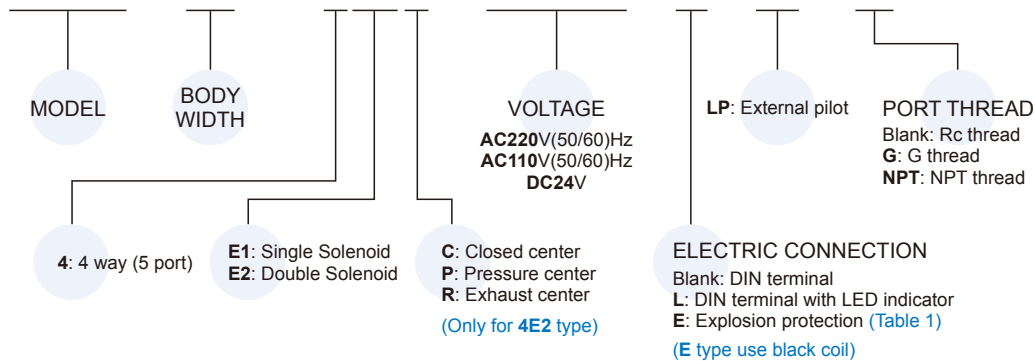 MODEL
BODY
WIDTH
VOLTAGE
AC220V(50/60)Hz
AC110V(50/60)Hz
DC24V
LP: External pilot
PORT THREAD
Blank: Rc thread
G: G thread
NPT: NPT thread
4: 4 way (5 port)
E1: Single Solenoid
E2: Double Solenoid
C: Closed center
P: Pressure center
R: Exhaust center
(Only for 4E2 type)
ELECTRIC CONNECTION
Blank: DIN terminal
L: DIN terminal with LED indicator
E: Explosion protection (Table 1)
(E type use black coil)